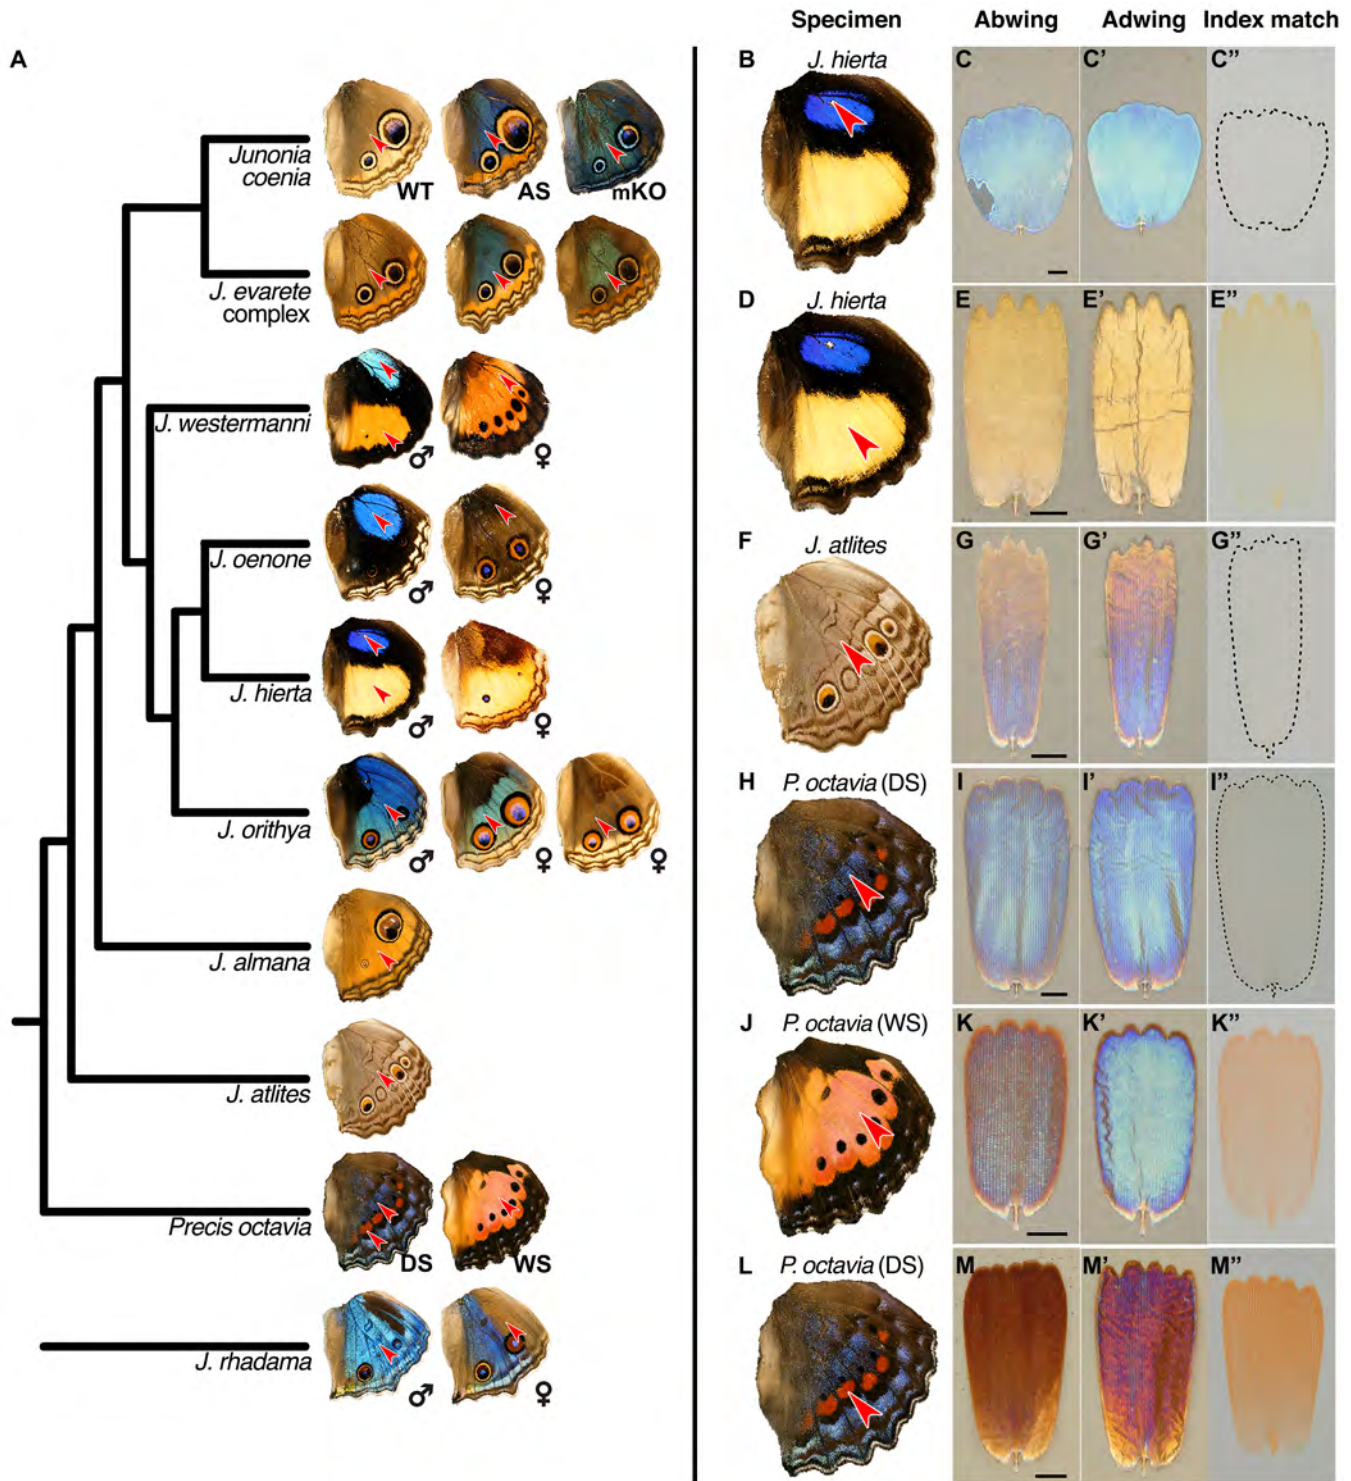 Specimen Abwing Adwing Index match
A
Junonia
coenia
WT AS mKO
J. evarete
complex
J. westermanni
♂ ♀
J. oenone
♂ ♀
J. hierta
♂ ♀
J. orithya
♂ ♀ ♀
J. almana
J. atlites
Precis octavia
DS WS
J. rhadama
♂ ♀
B J. hierta C C' C"
D J. hierta E E' E"
F J. atlites G G' G"
H P. octavia (DS) I I' I"
J P. octavia (WS) K K' K"
L P. octavia (DS) M M' M"